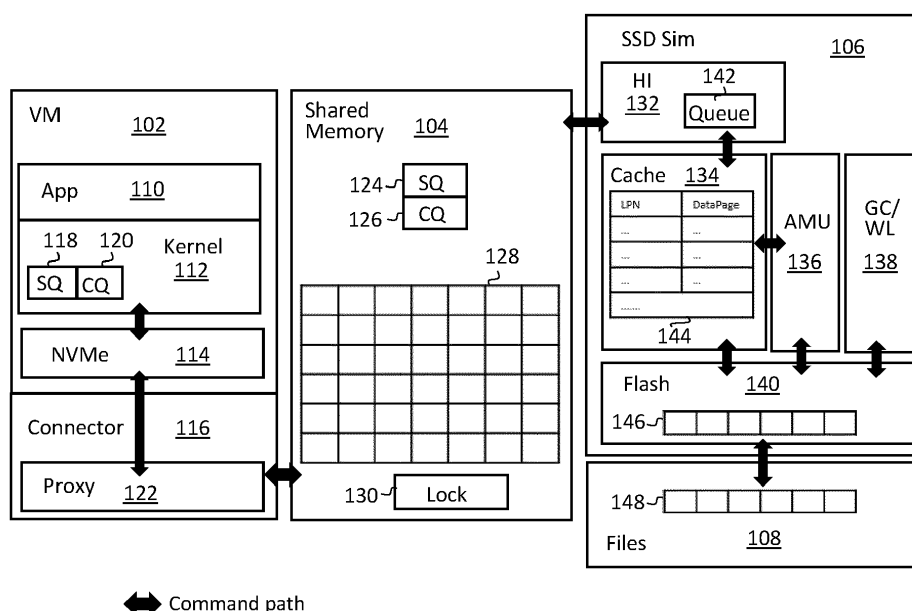 VM
102
App
110
118
120
Kernel
112
SQ
CQ
NVMe
114
Connector
116
Proxy
122
Shared
Memory
104
124
SQ
126
CQ
128
130
Lock
SSD Sim
106
HI
132
142
Queue
Cache
134
LPN
DataPage
...
...
...
...
...
...
.......
144
AMU
136
GC/
WL
138
Flash
140
146
148
Files
108
Command path